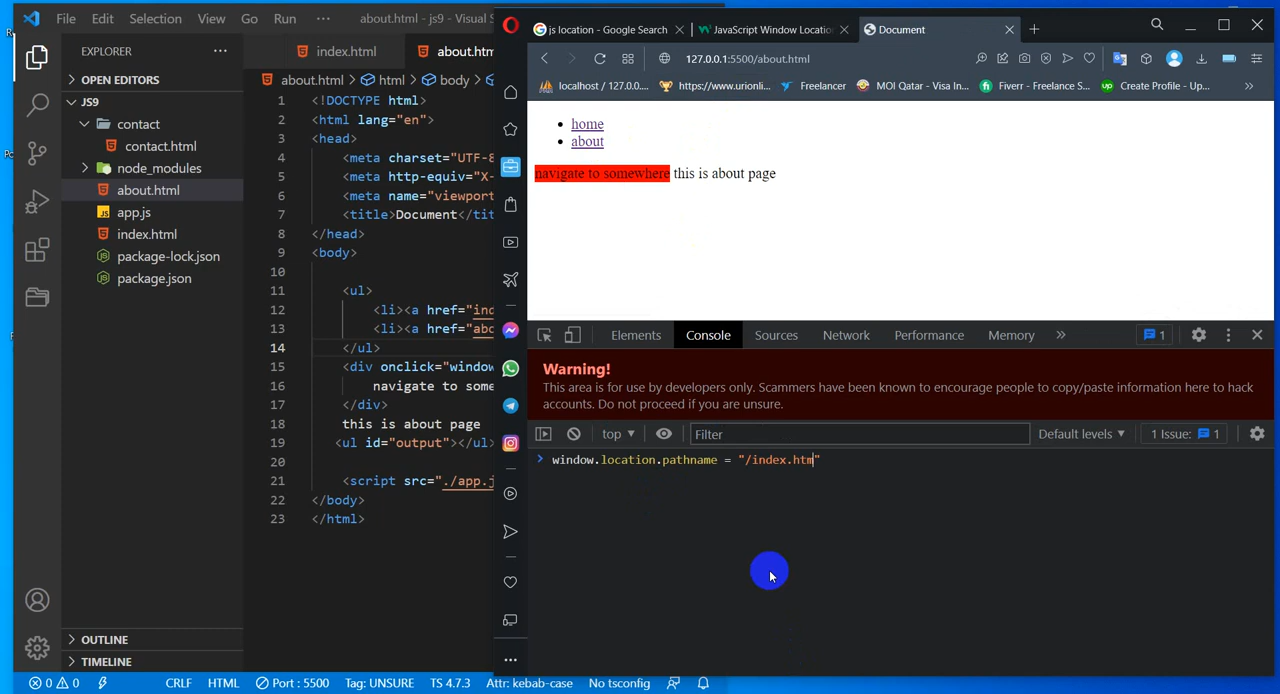 File Edit Selection View Go Run ··· about.html - js9 - Visual S
EXPLORER ···
OPEN EDITORS
JS9
contact
contact.html
node_modules
about.html
JS app.js
index.html
package-lock.json
package.json
OUTLINE
TIMELINE
index.html about.htm
about.html > html > body >
1 <!DOCTYPE html>
2 <html lang="en">
3 <head>
4 <meta charset="UTF-8
5 <meta http-equiv="X-
6 <meta name="viewport
7 <title>Document</tit
8 </head>
9 <body>
10
11 <ul>
12 <li><a href="ind
13 <li><a href="abo
14 </ul>
15 <div onclick="window
16 navigate to some
17 </div>
18 this is about page
19 <ul id="output"></ul>
20
21 <script src="./app.j
22 </body>
23 </html>
0 0 CRLF HTML Port : 5500 Tag: UNSURE TS 4.7.3 Attr: kebab-case No tsconfig
js location - Google Search JavaScript Window Locatio Document
127.0.0.1:5500/about.html
localhost / 127.0.0.... https://www.urionli... Freelancer MOI Qatar - Visa In... Fiverr - Freelance S... up Create Profile - Up... »
• home
• about
navigate to somewhere this is about page
Elements Console Sources Network Performance Memory » 1
Warning!
This area is for use by developers only. Scammers have been known to encourage people to copy/paste information here to hack
accounts. Do not proceed if you are unsure.
top ▼ Filter Default levels ▼ 1 Issue: 1
> window.location.pathname = "/index.htm"